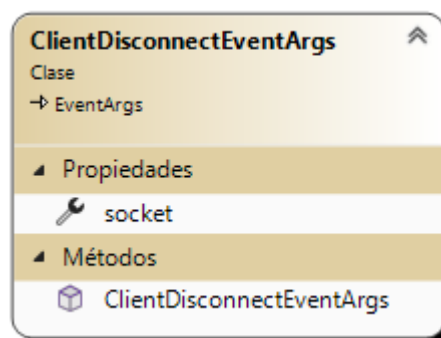 ClientDisconnectEventArgs
Clase
EventArgs
Propiedades
socket
Métodos
ClientDisconnectEventArgs